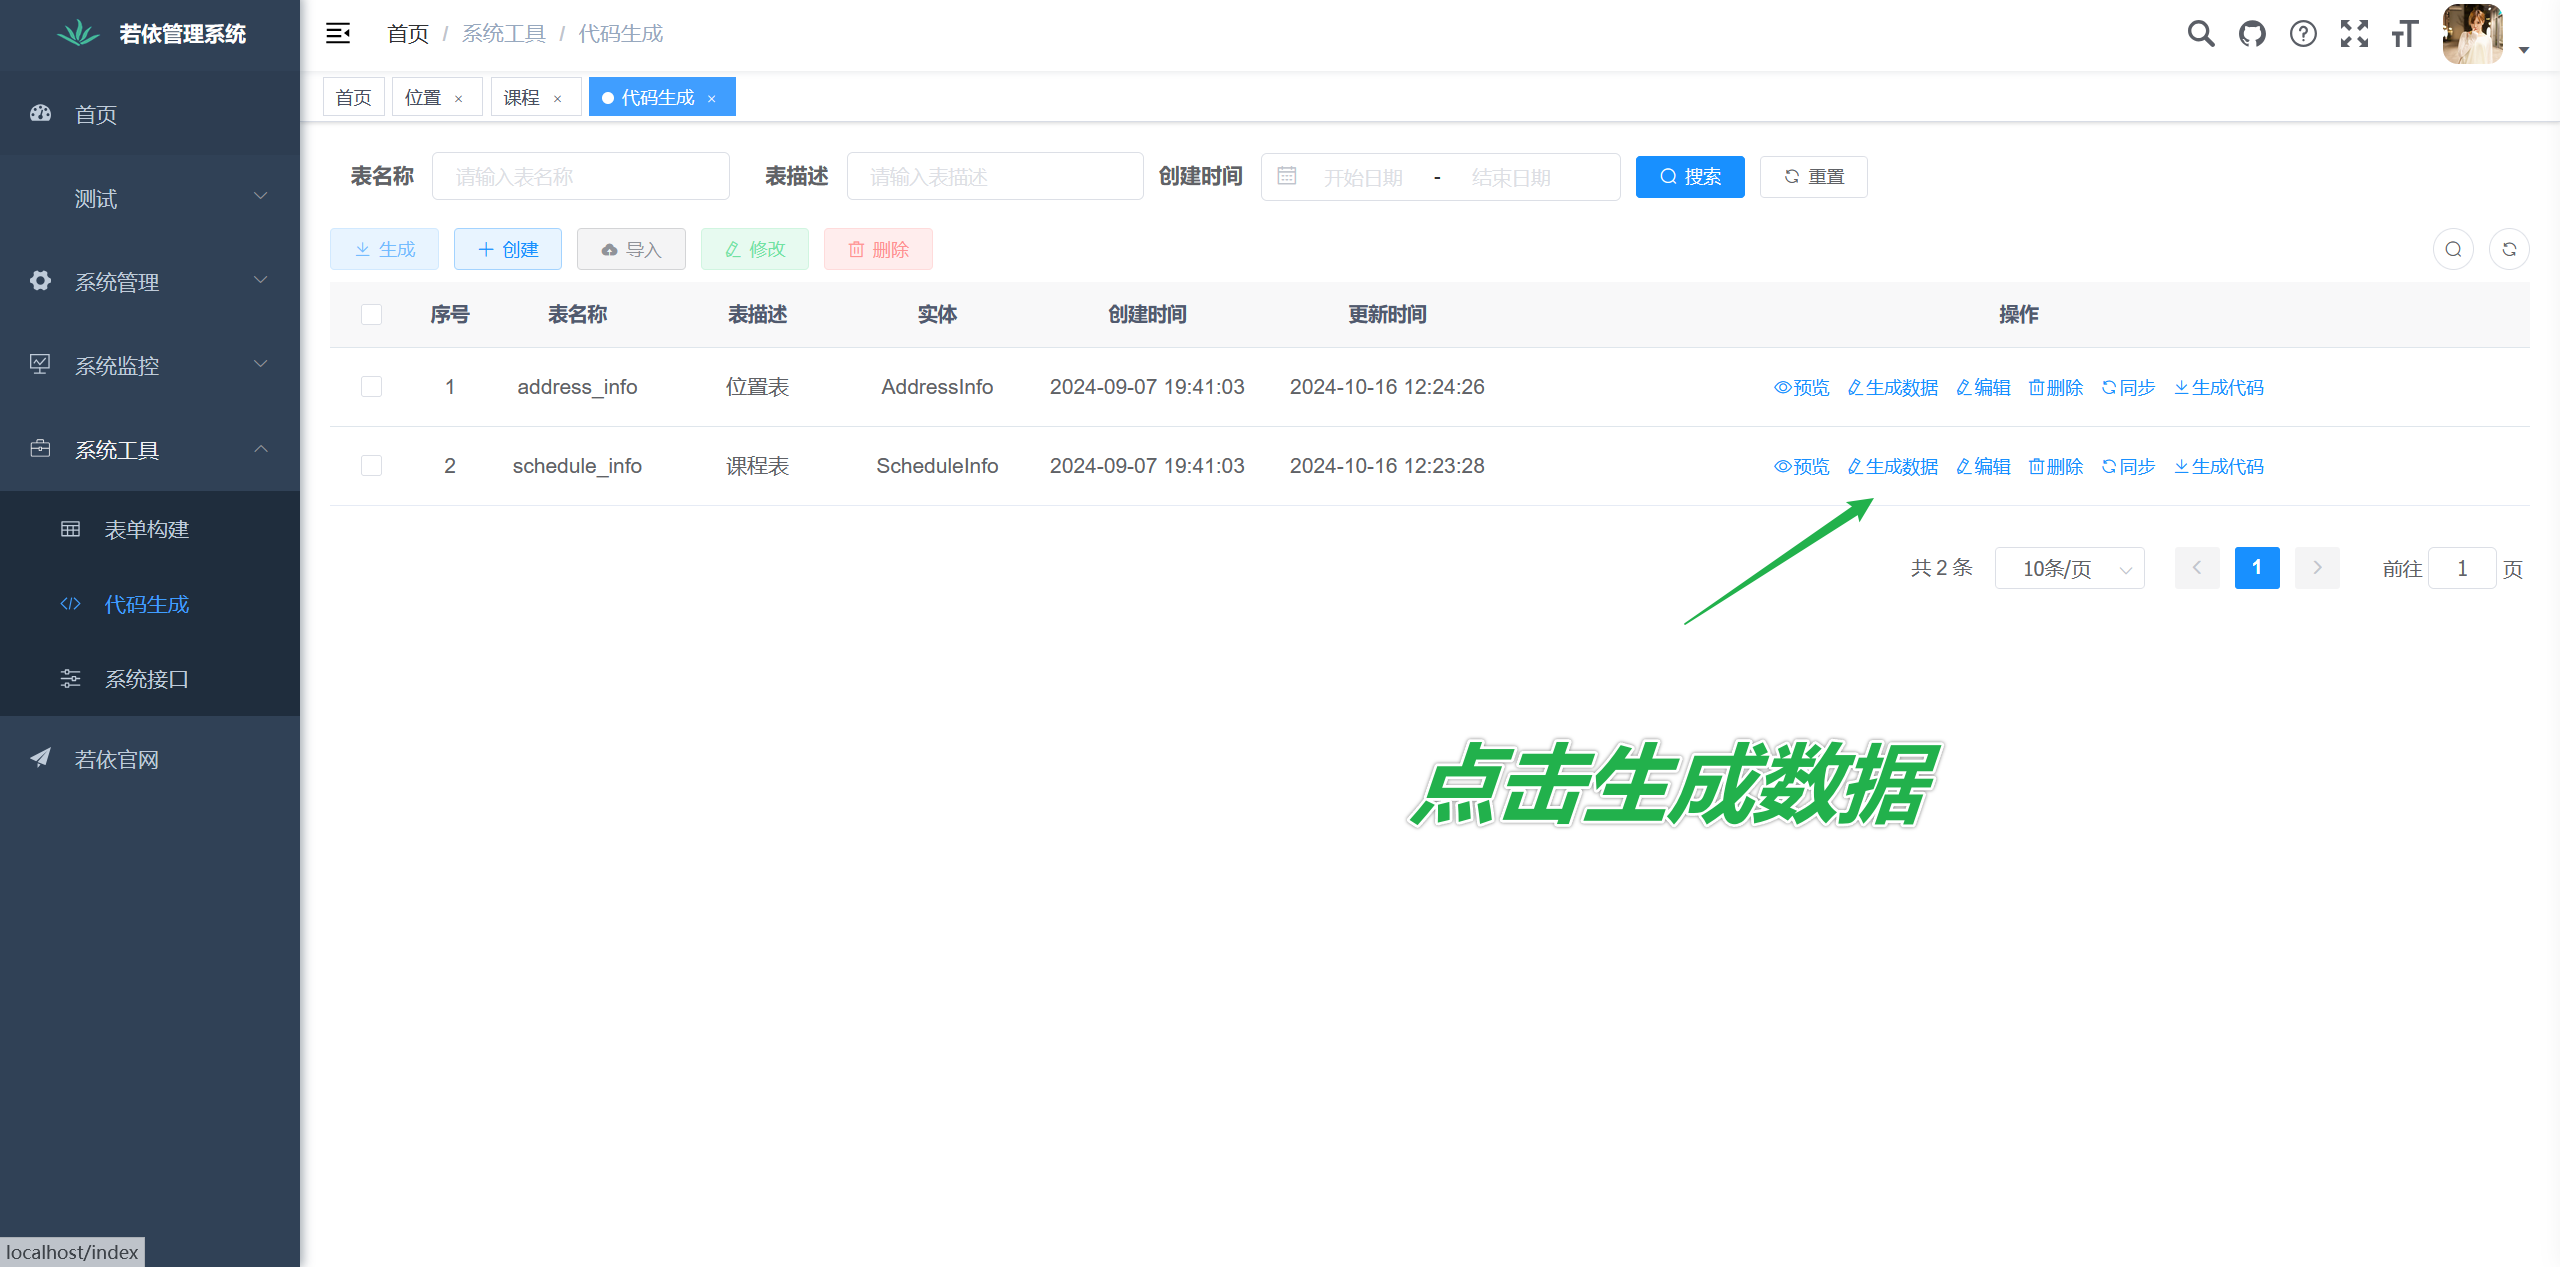 若依管理系统
首页 / 系统工具 / 代码生成
首页 位置 × 课程 × 代码生成 ×
首页
测试
系统管理
系统监控
系统工具
表单构建
代码生成
系统接口
若依官网
表名称 请输入表名称 表描述 请输入表描述 创建时间 开始日期 - 结束日期 搜索 重置
生成 创建 导入 修改 删除
序号 表名称 表描述 实体 创建时间 更新时间 操作
1 address_info 位置表 AddressInfo 2024-09-07 19:41:03 2024-10-16 12:24:26 预览 生成数据 编辑 删除 同步 生成代码
2 schedule_info 课程表 ScheduleInfo 2024-09-07 19:41:03 2024-10-16 12:23:28 预览 生成数据 编辑 删除 同步 生成代码
共 2 条 10条/页 1 前往 1 页
点击生成数据
localhost/index